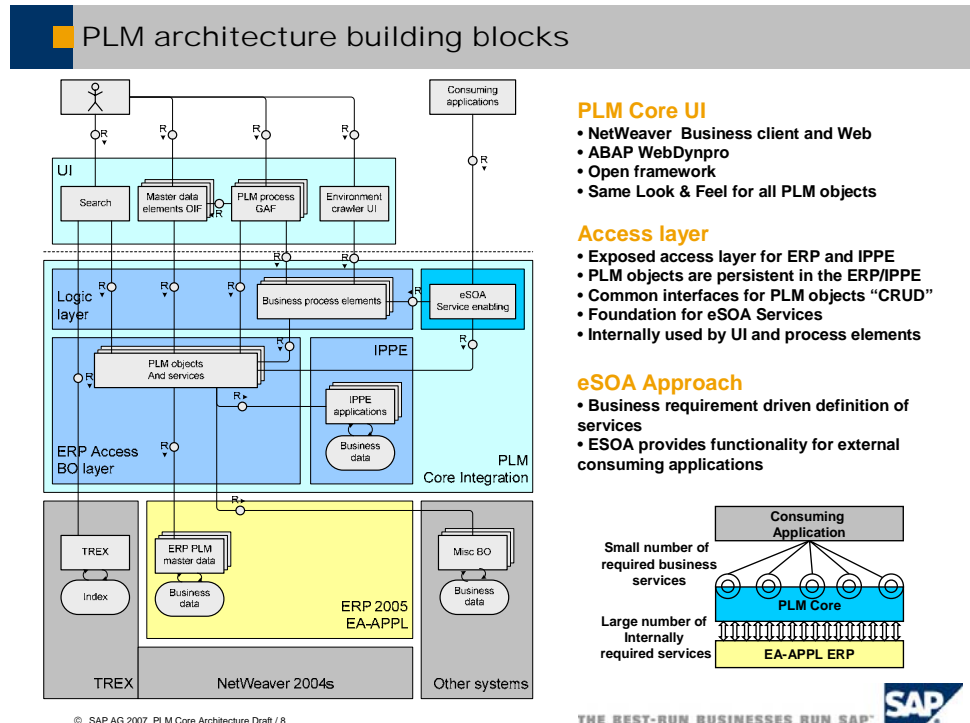 PLM architecture building blocks
Consuming
applications
R
R
R
R
R
UI
Search
Master data
elements OIF
R
PLM process
GAF
Environment
crawler UI
R
R
R
R
R
Logic
layer
Business process elements
R
eSOA
Service enabling
R
R
PLM objects
And services
IPPE
R
IPPE
applications
Business
data
R
ERP Access
BO layer
PLM
Core Integration
R
TREX
Index
ERP PLM
master data
Business
data
Misc BO
Business
data
ERP 2005
EA-APPL
TREX
NetWeaver 2004s
Other systems
PLM Core UI
• NetWeaver Business client and Web
• ABAP WebDynpro
• Open framework
• Same Look & Feel for all PLM objects
Access layer
• Exposed access layer for ERP and IPPE
• PLM objects are persistent in the ERP/IPPE
• Common interfaces for PLM objects “CRUD”
• Foundation for eSOA Services
• Internally used by UI and process elements
eSOA Approach
• Business requirement driven definition of
services
• ESOA provides functionality for external
consuming applications
Consuming
Application
Small number of
required business
services
PLM Core
Large number of
Internally
required services
EA-APPL ERP
© SAP AG 2007, PLM Core Architecture Draft / 8
THE BEST-RUN BUSINESSES RUN SAP™
SAP